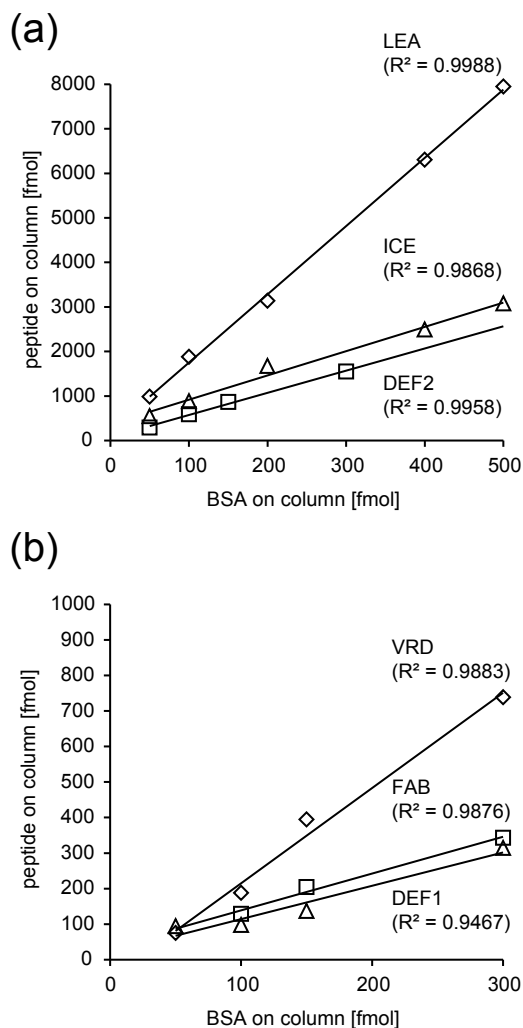 (a)
LEA
(R² = 0.9988)
8000
7000
6000
5000
4000
3000
2000
1000
0
peptide on column [fmol]
ICE
(R² = 0.9868)
DEF2
(R² = 0.9958)
0 100 200 300 400 500
BSA on column [fmol]
(b)
1000
900
800
700
600
500
400
300
200
100
0
peptide on column [fmol]
VRD
(R² = 0.9883)
FAB
(R² = 0.9876)
DEF1
(R² = 0.9467)
0 100 200 300
BSA on column [fmol]